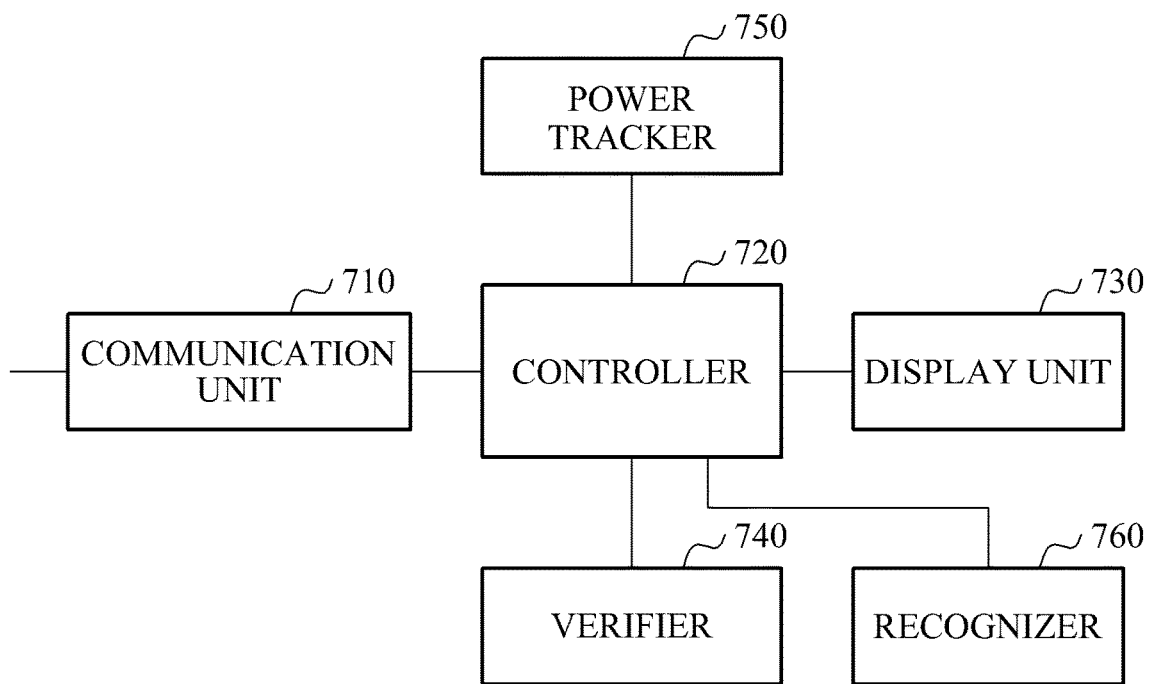 750
POWER
TRACKER
720
710
730
COMMUNICATION
UNIT
CONTROLLER
DISPLAY UNIT
740
760
VERIFIER
RECOGNIZER